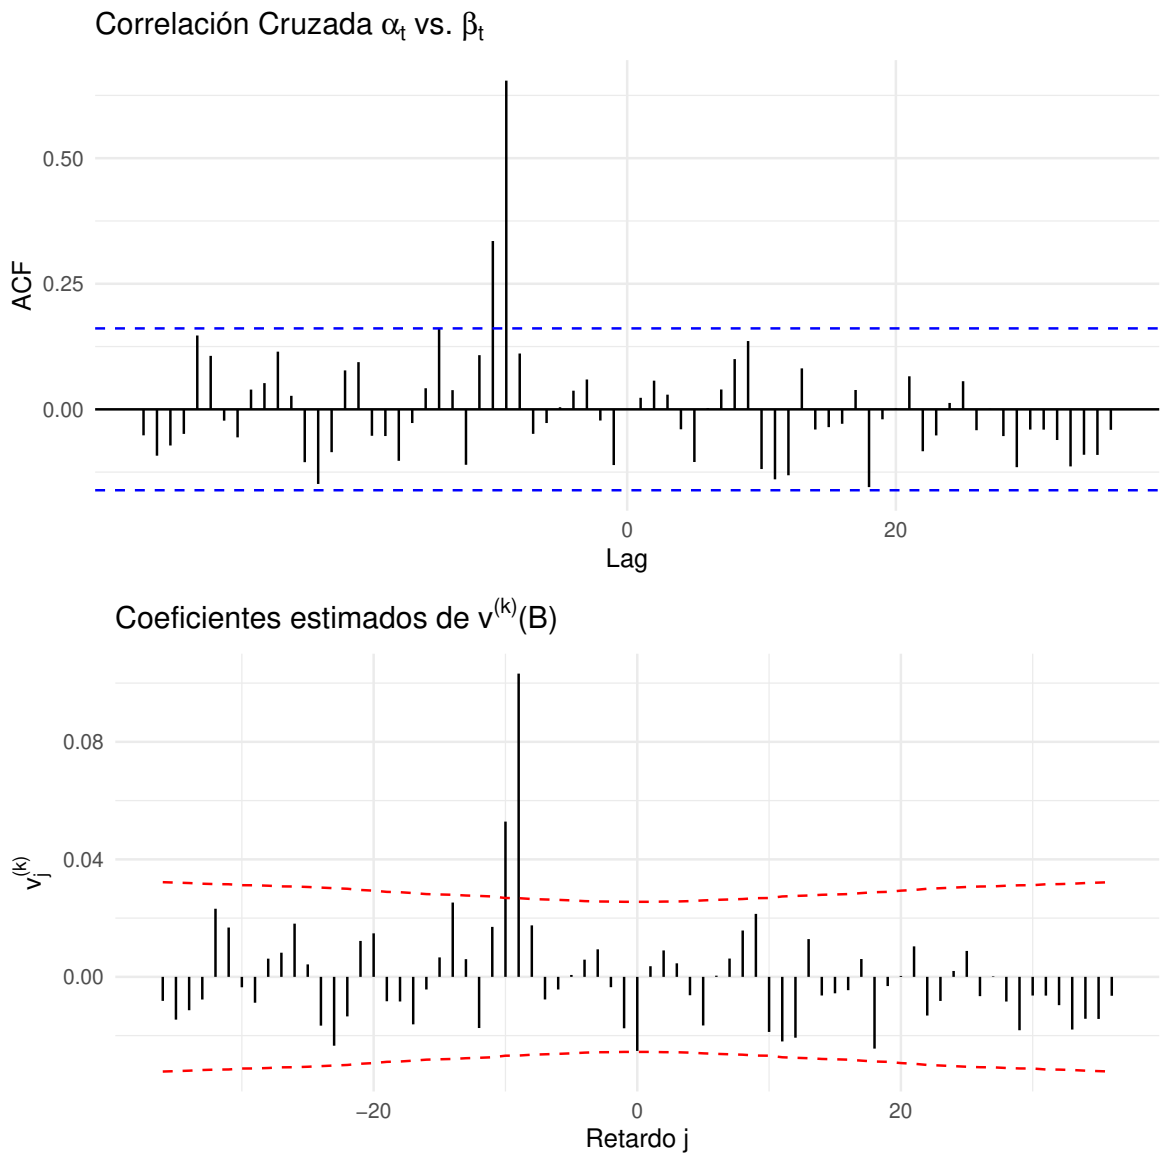 Correlación Cruzada αt vs. βt
0.50
0.25
0.00
ACF
0
20
Lag
Coeficientes estimados de v(k)(B)
0.08
0.04
0.00
vj(k)
−20
0
20
Retardo j